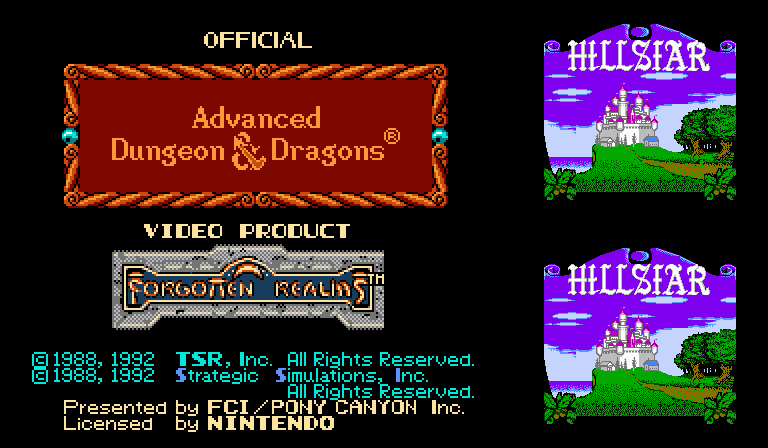 OFFICIAL
Advanced
Dungeon & Dragons®
VIDEO PRODUCT
FORGOTTEN REALMS™
©1988, 1992 TSR, Inc. All Rights Reserved.
©1988, 1992 Strategic Simulations, Inc.
All Rights Reserved.
Presented by FCI/PONY CANYON Inc.
Licensed by NINTENDO
HILLSFAR
HILLSFAR